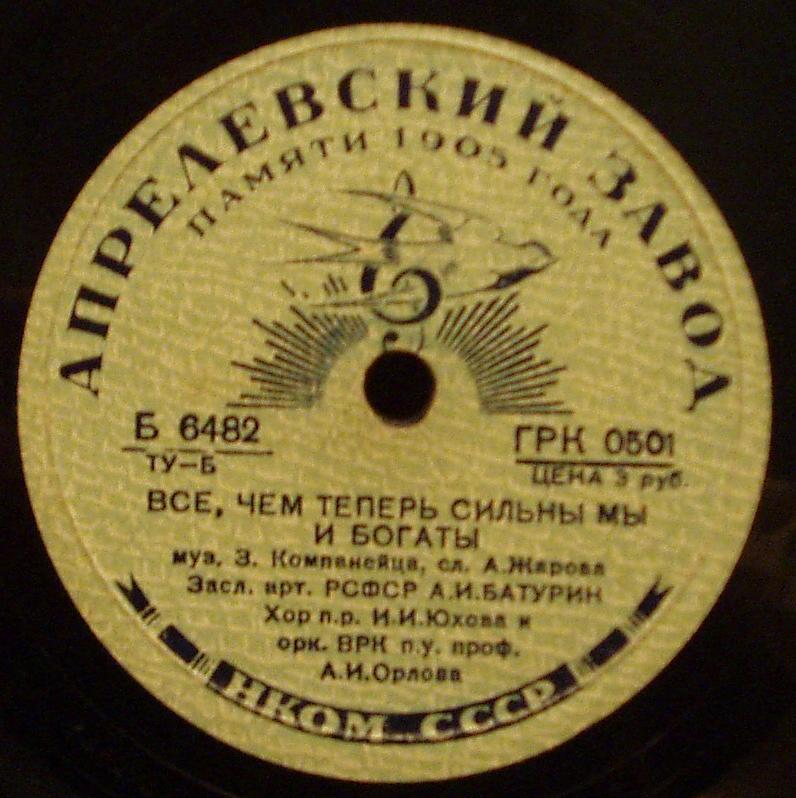 АПРЕЛЕВСКИЙ ЗАВОД
ПАМЯТИ 1905 ГОДА
Б 6482
ТУ—Б
ГРК 0501
ЦЕНА 3 руб.
ВСЕ, ЧЕМ ТЕПЕРЬ СИЛЬНЫ МЫ
И БОГАТЫ
муз. З. Компанейца, сл. А.Жарова
Засл. арт. РСФСР А.И.БАТУРИН
Хор п.р. И.И.Юхова и
орк. ВРК п.у. проф.
А.И.Орлова
НКОМ СССР